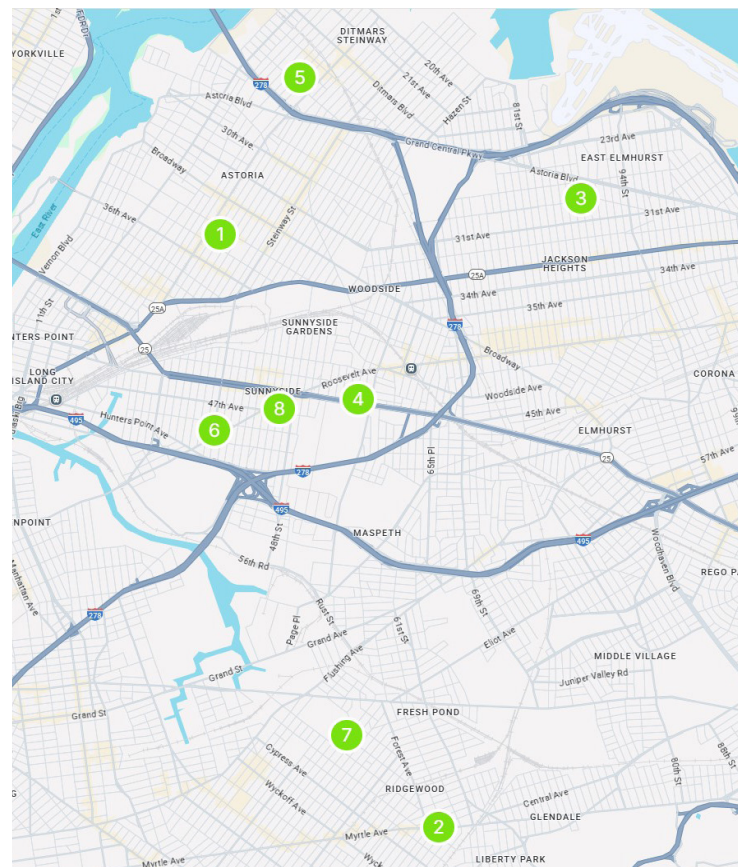 1st
FDR Dr
YORKVILLE
DITMARS
STEINWAY
5
278
20th Ave
21st Ave
Ditmars Blvd
Hazen St
81st St
Astoria Blvd
30th Ave.
Broadway
Grand Central Pkwy
23rd Ave
EAST ELMHURST
Astoria Blvd
94th St
3
ASTORIA
36th Ave
Steinway St
1
31st Ave
31st Ave
East River
Vernon Blvd
JACKSON
HEIGHTS
25A
34th Ave
WOODSIDE
34th Ave
35th Ave
11th St
25A
SUNNYSIDE
GARDENS
278
NTERS POINT
25
Broadway
LONG
ISLAND CITY
Roosevelt Ave
CORONA
SUNNYSIDE
4
Woodside Ave
47th Ave
8
45th Ave
495
Hunters Point Ave
6
ELMHURST
65th Pl
57th Ave
25
278
495
NPOINT
48th St
MASPETH
495
Woodhaven Blvd
56th Rd
REGO P
Manhattan Ave
69th St
278
Page Pl
Rust St
61st St
Grand Ave
Eliot Ave
Flushing Ave
MIDDLE VILLAGE
Grand St
Juniper Valley Rd
Grand St
FRESH POND
7
Forest Ave
88th St
Cypress Ave
80th St
Wyckoff Ave
RIDGEWOOD
Central Ave
2
GLENDALE
Myrtle Ave
Myrtle Ave
LIBERTY PARK